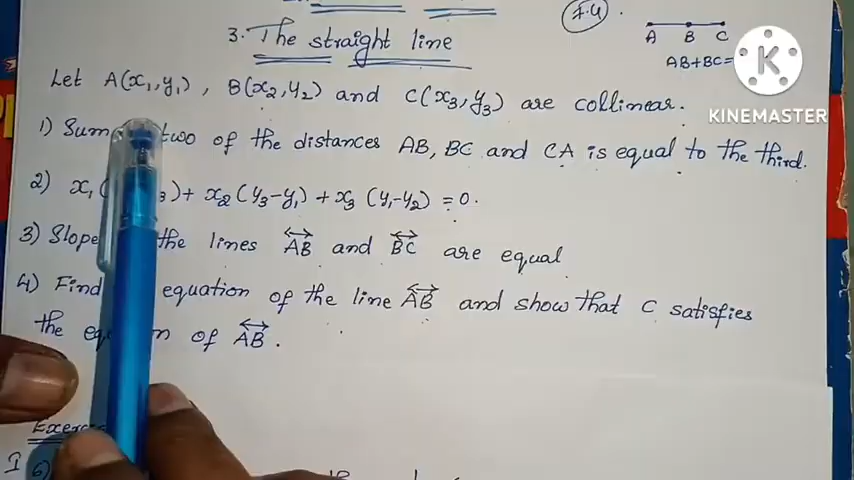 7.4.
3. The straight line
A B C
AB+BC=
K
KINEMASTER
Let A(x₁,y₁), B(x₂,y₂) and C(x₃,y₃) are collinear.
1) Sum two of the distances AB, BC and CA is equal to the third.
2) x₁( 3)+ x₂(y₃-y₁) + x₃ (y₁-y₂) = 0.
3) Slope the lines AB and BC are equal
4) Find equation of the line AB and show that C satisfies
the of AB.
I 6)